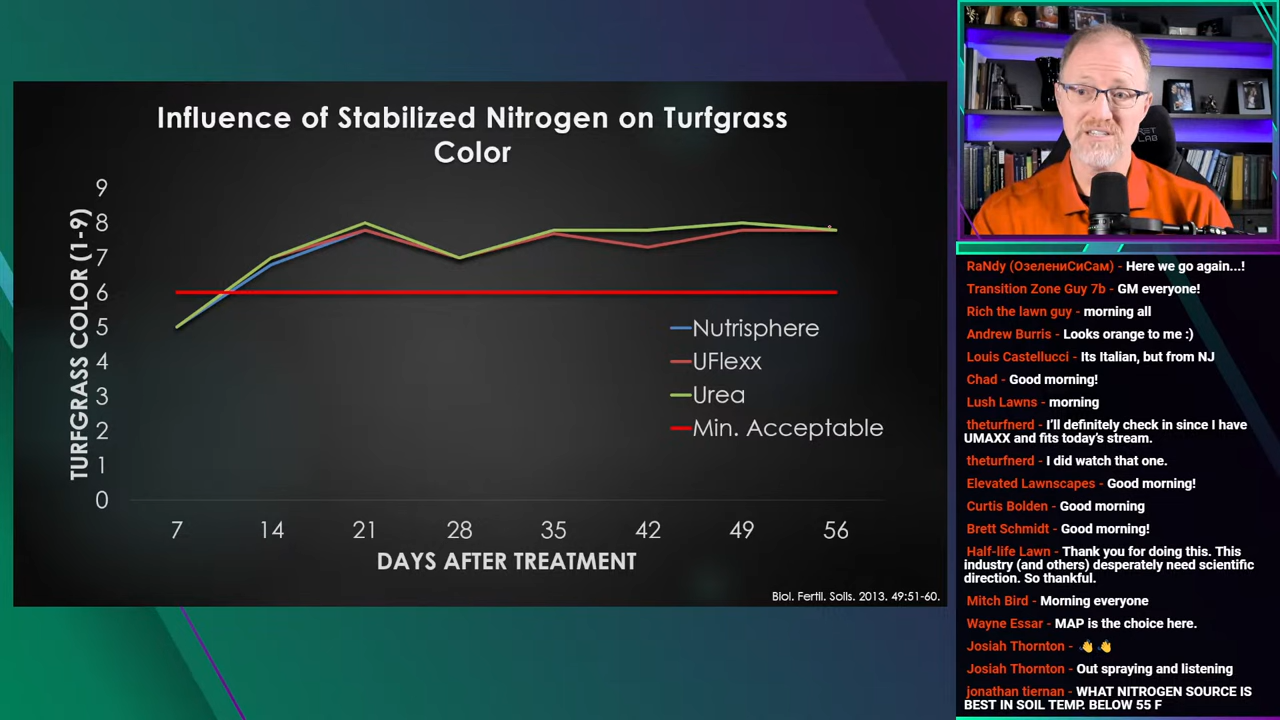 Influence of Stabilized Nitrogen on Turfgrass
Color
TURFGRASS COLOR (1-9)
9
8
7
6
5
4
3
2
1
0
7 14 21 28 35 42 49 56
DAYS AFTER TREATMENT
Nutrisphere
UFlexx
Urea
Min. Acceptable
Biol. Fertil. Soils. 2013. 49:51-60.
RaNdy (ОзелениСиСам) - Here we go again...!
Transition Zone Guy 7b - GM everyone!
Rich the lawn guy - morning all
Andrew Burris - Looks orange to me :)
Louis Castellucci - Its Italian, but from NJ
Chad - Good morning!
Lush Lawns - morning
theturfnerd - I’ll definitely check in since I have
UMAXX and fits today’s stream.
theturfnerd - I did watch that one.
Elevated Lawnscapes - Good morning!
Curtis Bolden - Good morning
Brett Schmidt - Good morning!
Half-life Lawn - Thank you for doing this. This
industry (and others) desperately need scientific
direction. So thankful.
Mitch Bird - Morning everyone
Wayne Essar - MAP is the choice here.
Josiah Thornton - 👋 👋
Josiah Thornton - Out spraying and listening
jonathan tiernan - WHAT NITROGEN SOURCE IS
BEST IN SOIL TEMP. BELOW 55 F